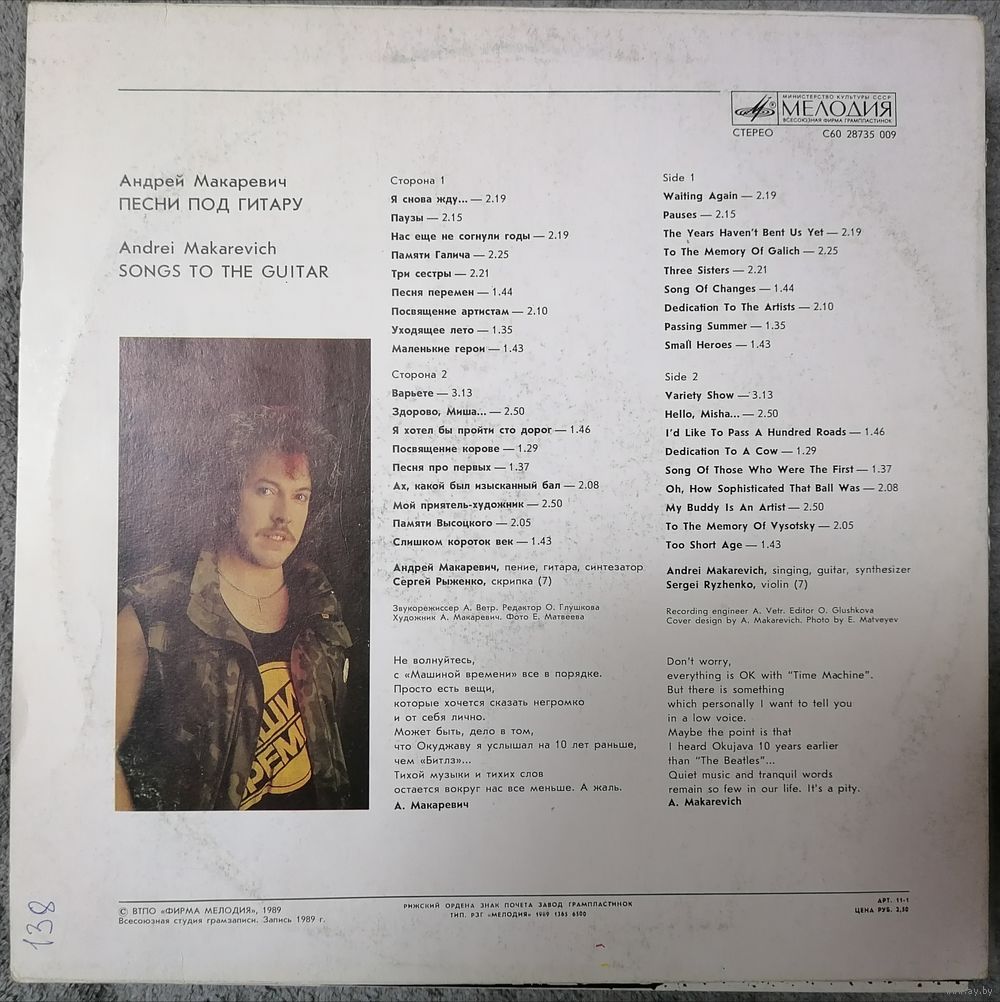 МИНИСТЕРСТВО КУЛЬТУРЫ СССР
МЕЛОДИЯ
ВСЕСОЮЗНАЯ ФИРМА ГРАМПЛАСТИНОК
СТЕРЕО С60 28735 009
Андрей Макаревич
ПЕСНИ ПОД ГИТАРУ
Andrei Makarevich
SONGS TO THE GUITAR
Сторона 1
Я снова жду... — 2.19
Паузы — 2.15
Нас еще не согнули годы — 2.19
Памяти Галича — 2.25
Три сестры — 2.21
Песня перемен — 1.44
Посвящение артистам — 2.10
Уходящее лето — 1.35
Маленькие герои — 1.43
Сторона 2
Варьете — 3.13
Здорово, Миша... — 2.50
Я хотел бы пройти сто дорог — 1.46
Посвящение корове — 1.29
Песня про первых — 1.37
Ах, какой был изысканный бал — 2.08
Мой приятель-художник — 2.50
Памяти Высоцкого — 2.05
Слишком короток век — 1.43
Андрей Макаревич, пение, гитара, синтезатор
Сергей Рыженко, скрипка (7)
Звукорежиссер А. Ветр. Редактор О. Глушкова
Художник А. Макаревич. Фото Е. Матвеева
Не волнуйтесь,
с «Машиной времени» все в порядке.
Просто есть вещи,
которые хочется сказать негромко
и от себя лично.
Может быть, дело в том,
что Окуджаву я услышал на 10 лет раньше,
чем «Битлз»...
Тихой музыки и тихих слов
остается вокруг нас все меньше. А жаль.
А. Макаревич
Side 1
Waiting Again — 2.19
Pauses — 2.15
The Years Haven't Bent Us Yet — 2.19
To The Memory Of Galich — 2.25
Three Sisters — 2.21
Song Of Changes — 1.44
Dedication To The Artists — 2.10
Passing Summer — 1.35
Small Heroes — 1.43
Side 2
Variety Show — 3.13
Hello, Misha... — 2.50
I'd Like To Pass A Hundred Roads — 1.46
Dedication To A Cow — 1.29
Song Of Those Who Were The First — 1.37
Oh, How Sophisticated That Ball Was — 2.08
My Buddy Is An Artist — 2.50
To The Memory Of Vysotsky — 2.05
Too Short Age — 1.43
Andrei Makarevich, singing, guitar, synthesizer
Sergei Ryzhenko, violin (7)
Recording engineer A. Vetr. Editor O. Glushkova
Cover design by A. Makarevich. Photo by E. Matveyev
Don't worry,
everything is OK with "Time Machine".
But there is something
which personally I want to tell you
in a low voice.
Maybe the point is that
I heard Okujava 10 years earlier
than "The Beatles"...
Quiet music and tranquil words
remain so few in our life. It's a pity.
A. Makarevich
138
© ВТПО «ФИРМА МЕЛОДИЯ», 1989
Всесоюзная студия грамзаписи. Запись 1989 г.
РИЖСКИЙ ОРДЕНА ЗНАК ПОЧЕТА ЗАВОД ГРАМПЛАСТИНОК
ТИП. РЗГ «МЕЛОДИЯ» 1989 1365 6500
АРТ. 11-1
ЦЕНА РУБ. 2,50